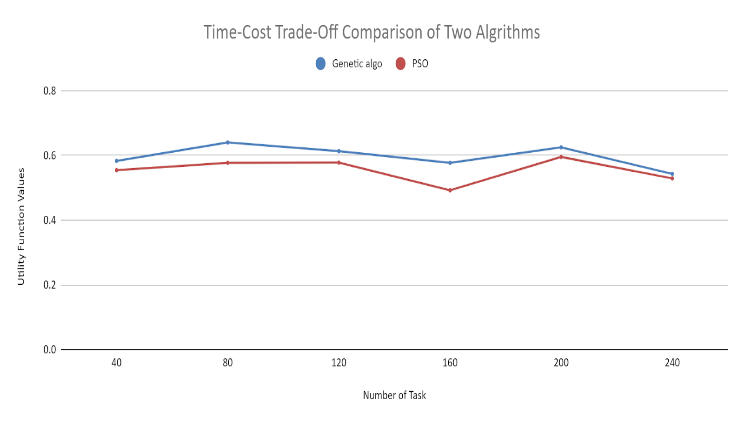 Time-Cost Trade-Off Comparison of Two Algrithms
Genetic algo PSO
0.8
0.6
0.4
0.2
0.0
Utility Function Values
40 80 120 160 200 240
Number of Task